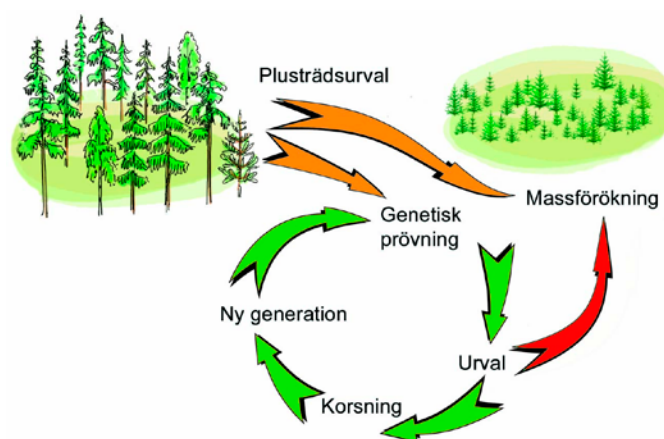 Plusträdsurval
Massförökning
Genetisk
prövning
Ny generation
Urval
Korsning